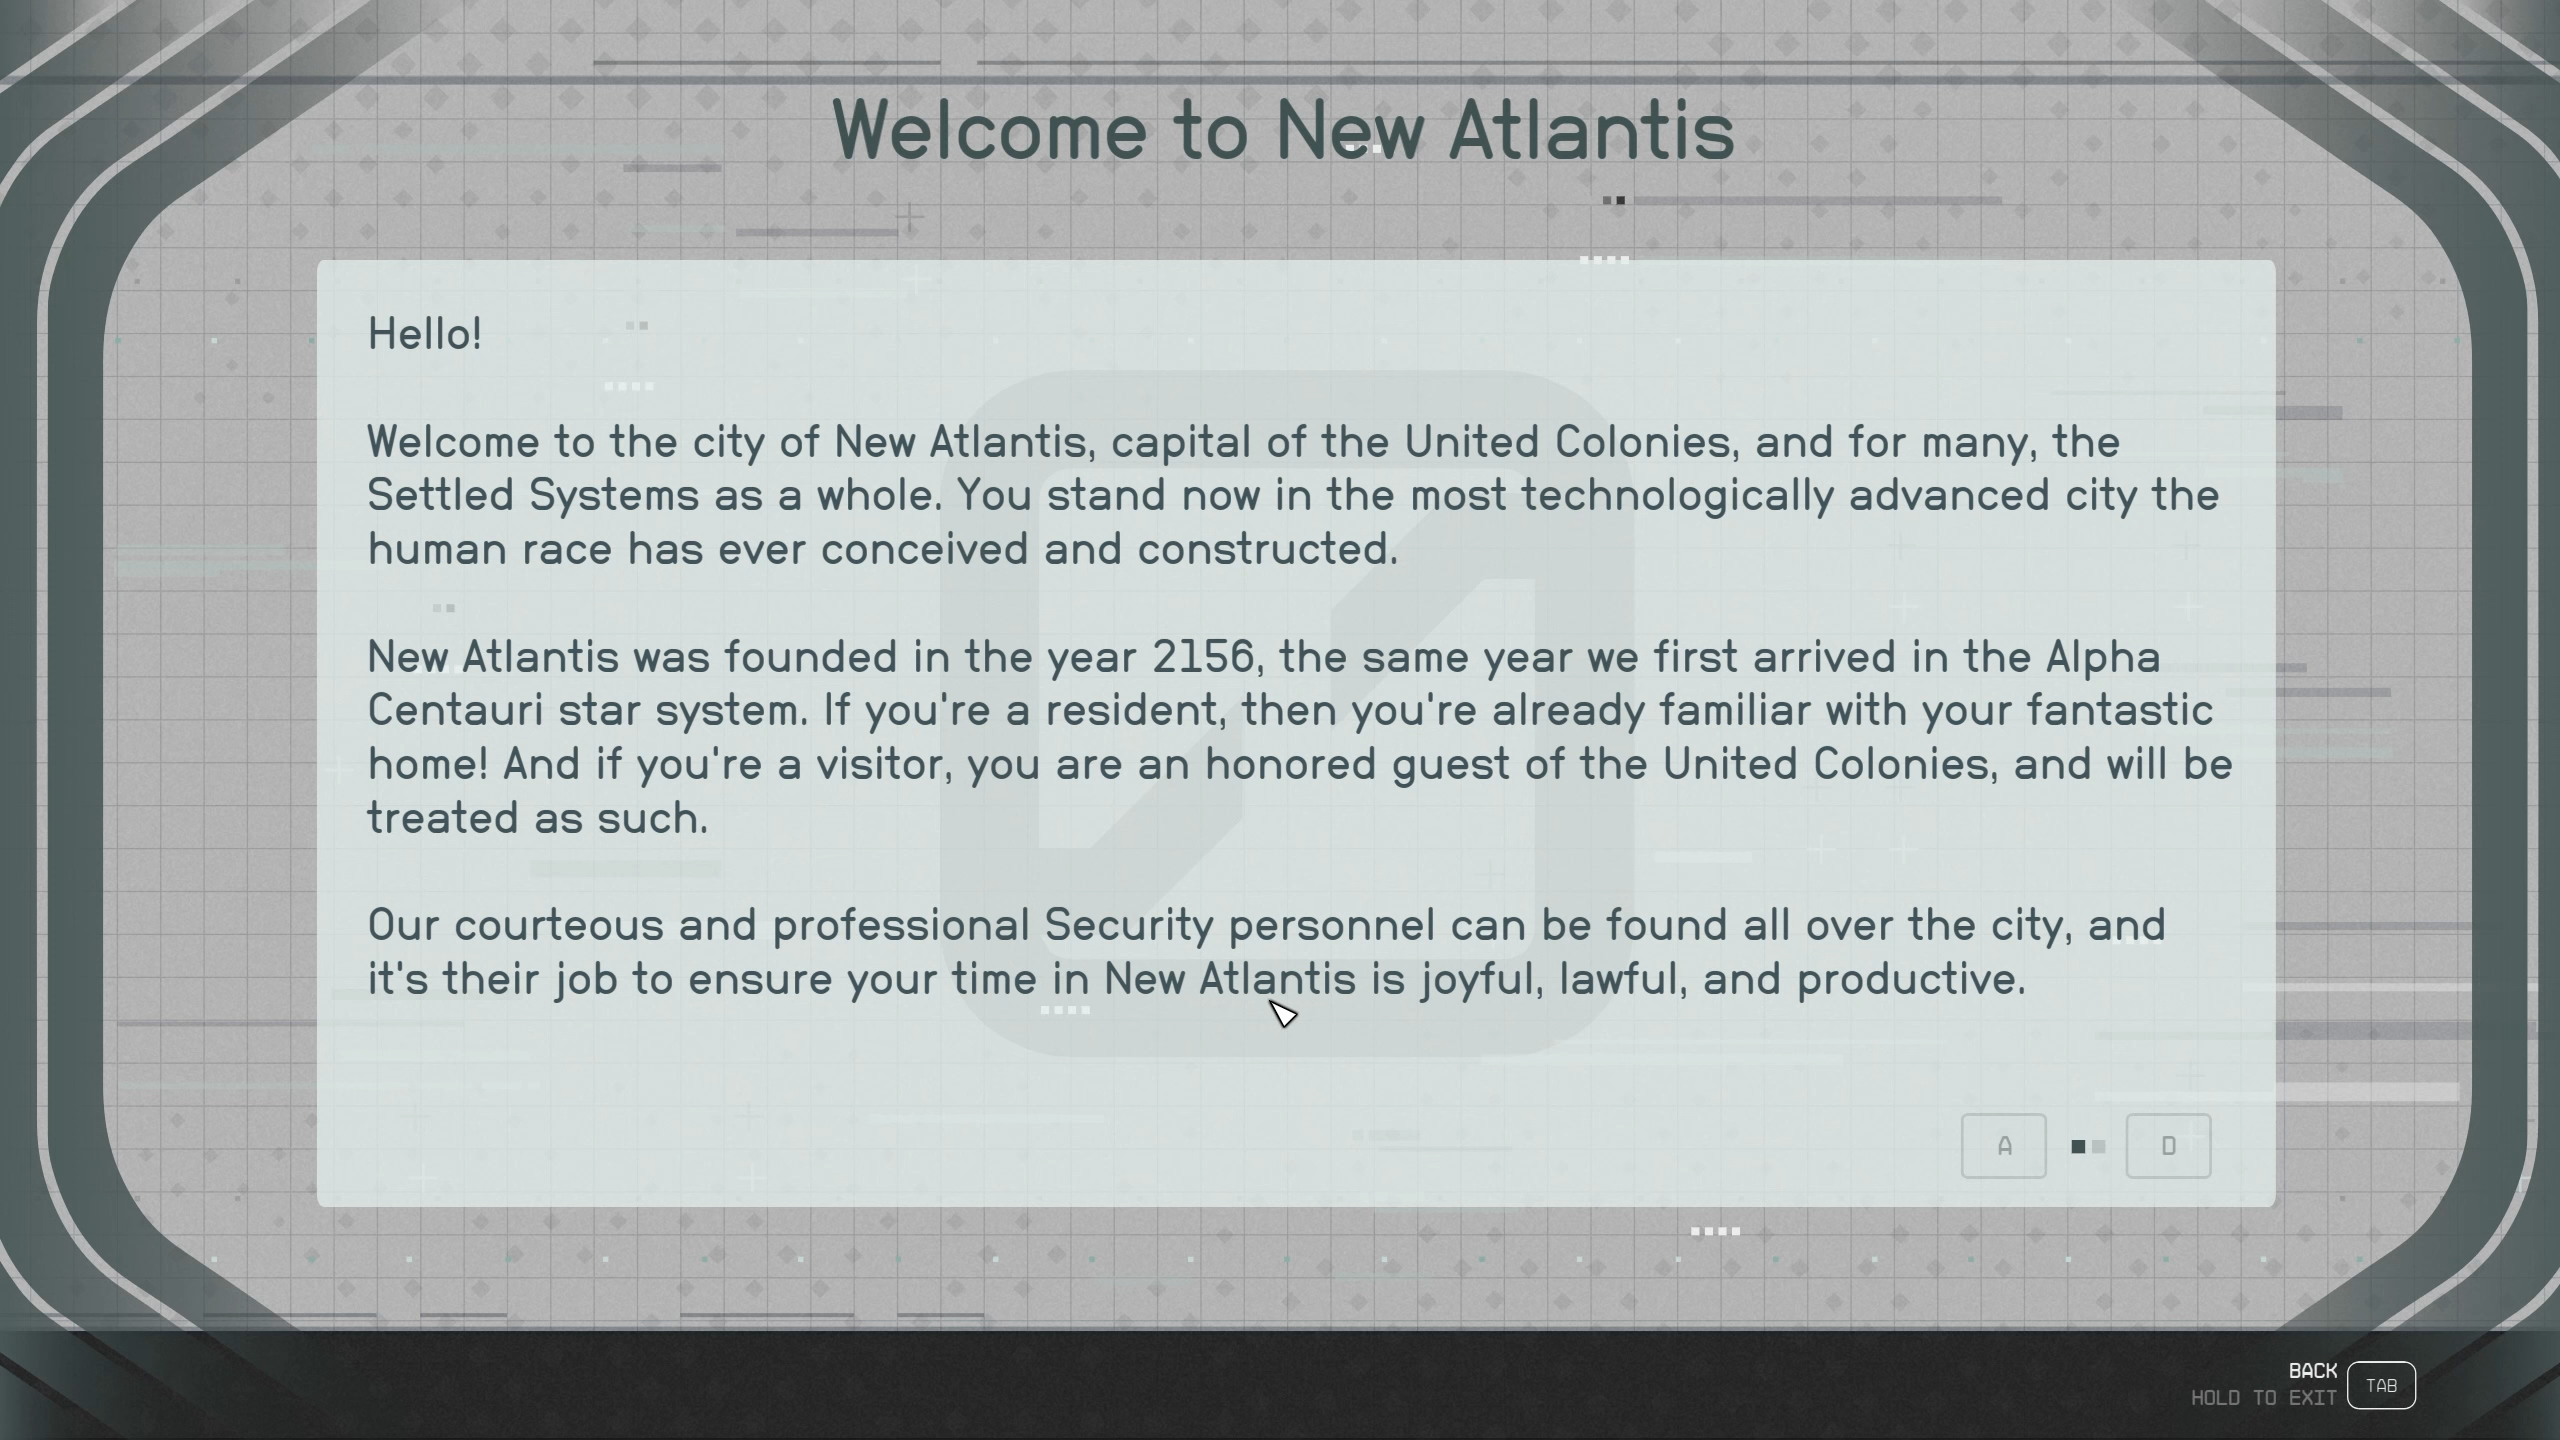 Welcome to New Atlantis
Hello!
Welcome to the city of New Atlantis, capital of the United Colonies, and for many, the
Settled Systems as a whole. You stand now in the most technologically advanced city the
human race has ever conceived and constructed.
New Atlantis was founded in the year 2156, the same year we first arrived in the Alpha
Centauri star system. If you're a resident, then you're already familiar with your fantastic
home! And if you're a visitor, you are an honored guest of the United Colonies, and will be
treated as such.
Our courteous and professional Security personnel can be found all over the city, and
it's their job to ensure your time in New Atlantis is joyful, lawful, and productive.
A D
BACK
HOLD TO EXIT TAB